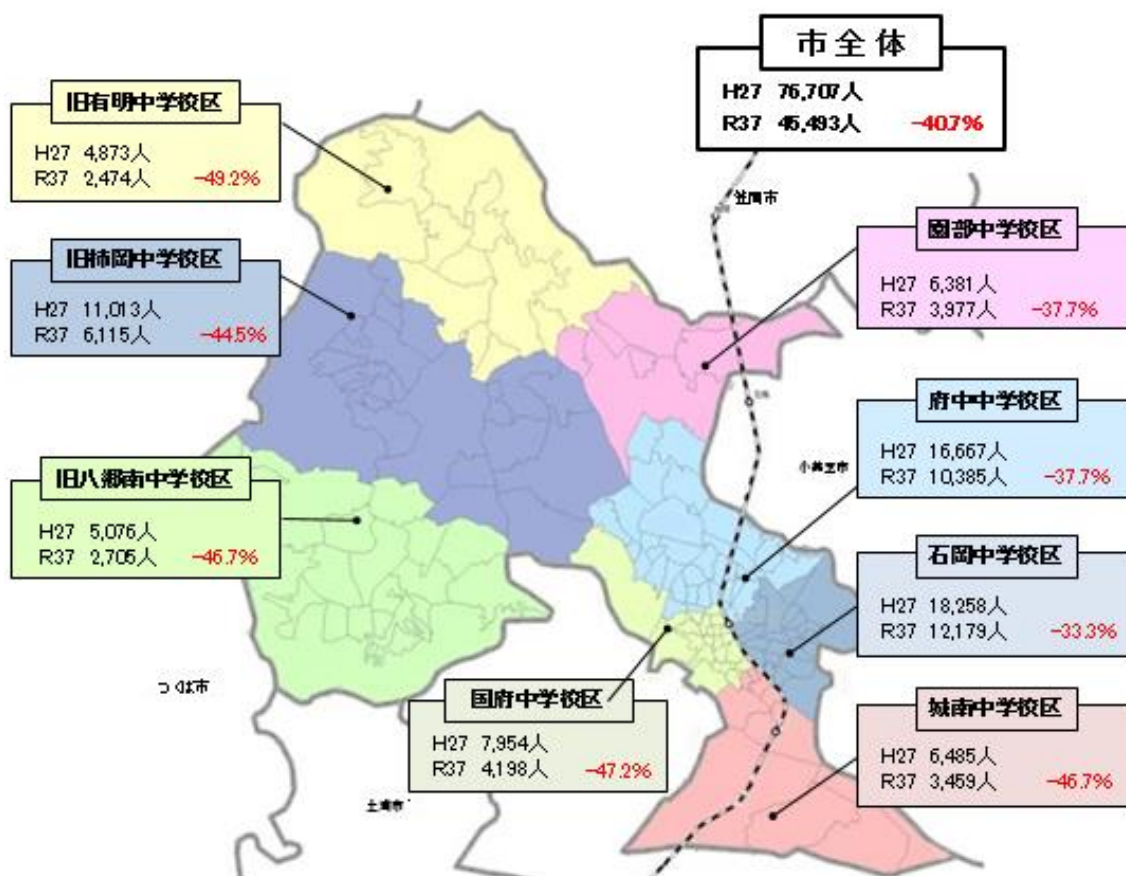 市全体
H27 76,707人
R37 45,493人 -40.7%
旧有明中学校区
H27 4,873人
R37 2,474人 -49.2%
旧柿岡中学校区
H27 11,013人
R37 6,115人 -44.5%
旧八郷南中学校区
H27 5,076人
R37 2,705人 -46.7%
国府中学校区
H27 7,954人
R37 4,198人 -47.2%
園部中学校区
H27 6,381人
R37 3,977人 -37.7%
府中中学校区
H27 16,667人
R37 10,385人 -37.7%
石岡中学校区
H27 18,258人
R37 12,179人 -33.3%
城南中学校区
H27 6,485人
R37 3,459人 -46.7%
笠間市
小美玉市
つくば市
土浦市